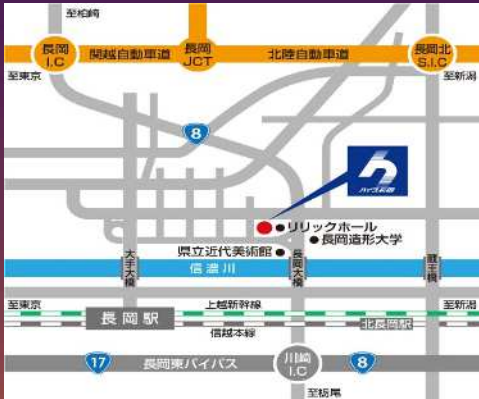 至柏崎
長岡
I.C
関越自動車道
長岡
JCT
北陸自動車道
長岡北
S.I.C
至東京
至新潟
8
ハイヴ長岡
リリックホール
長岡造形大学
県立近代美術館
大手大橋
長岡大橋
蔵王橋
信濃川
至東京
上越新幹線
至新潟
長岡駅
北長岡駅
信越本線
17
長岡東バイパス
川崎
I.C
8
至栃尾